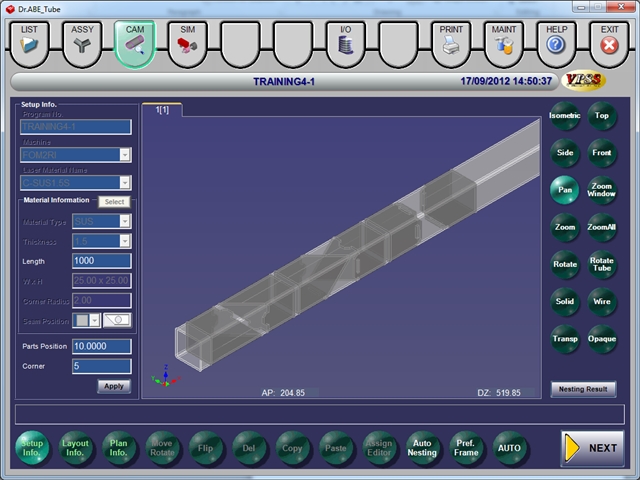 Dr.ABE_Tube
LIST
ASSY
CAM
SIM
I/O
PRINT
MAINT
HELP
EXIT
TRAINING4-1
17/09/2012 14:50:37
VPSS
Setup Info.
Program No.
TRAINING4-1
Machine
FOM2RI
Laser Material Name
C-SUS1.5S
Material Information
Select
Material Type
SUS
Thickness
1.5
Length
1000
W x H
25.00 x 25.00
Corner Radius
2.00
Seam Position
Parts Position
10.0000
Corner
5
Apply
1[1]
AP: 204.85
DZ: 519.85
Isometric
Top
Side
Front
Pan
Zoom Window
Zoom
ZoomAll
Rotate
Rotate Tube
Solid
Wire
Transp
Opaque
Nesting Result
Setup Info.
Layout Info.
Plan Info.
Move Rotate
Flip
Del
Copy
Paste
Assign Editor
Auto Nesting
Pref. Frame
AUTO
NEXT